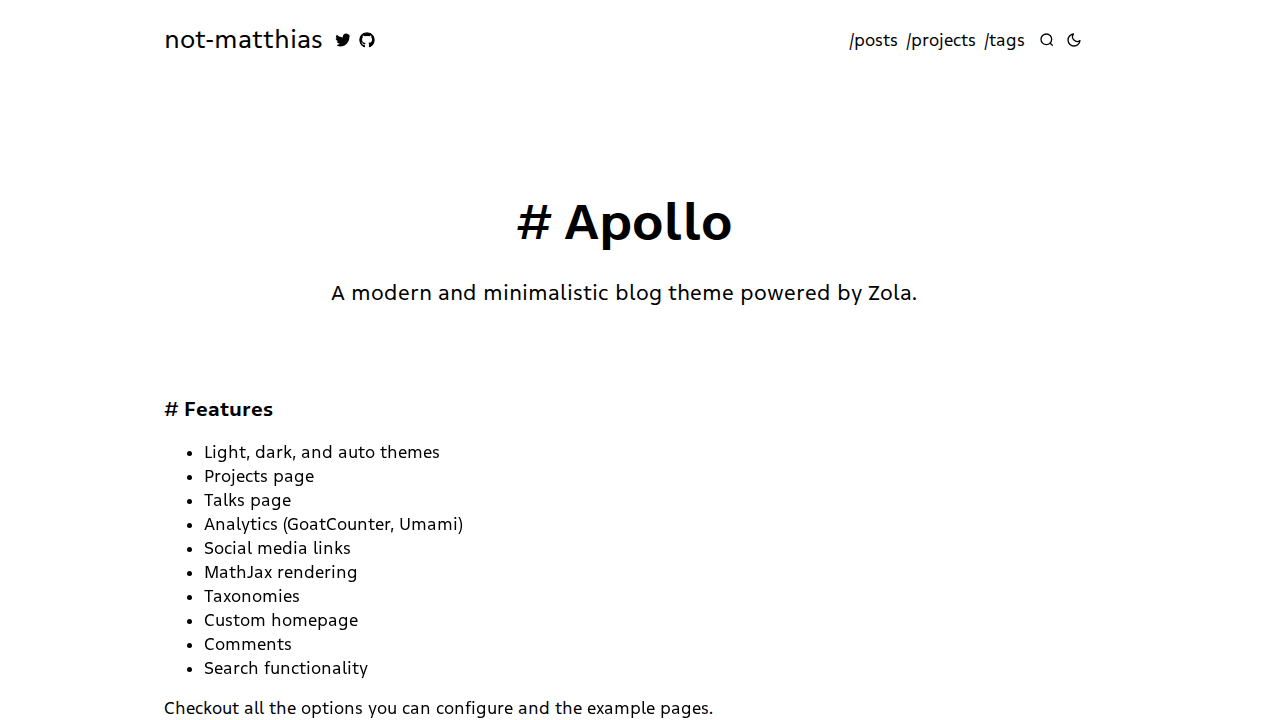 not-matthias
/posts /projects /tags
# Apollo
A modern and minimalistic blog theme powered by Zola.
# Features
• Light, dark, and auto themes
• Projects page
• Talks page
• Analytics (GoatCounter, Umami)
• Social media links
• MathJax rendering
• Taxonomies
• Custom homepage
• Comments
• Search functionality
Checkout all the options you can configure and the example pages.